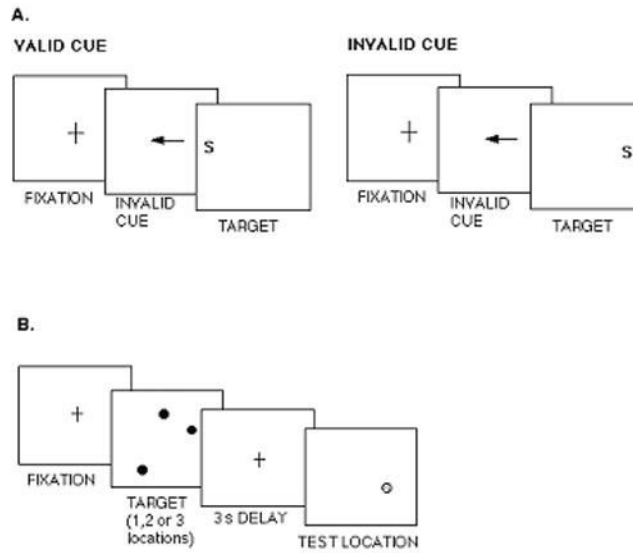 A.
VALID CUE
INVALID CUE
S
S
FIXATION
INVALID
CUE
TARGET
FIXATION
INVALID
CUE
TARGET
B.
FIXATION
TARGET
(1,2 or 3
locations)
3 s DELAY
TEST LOCATION